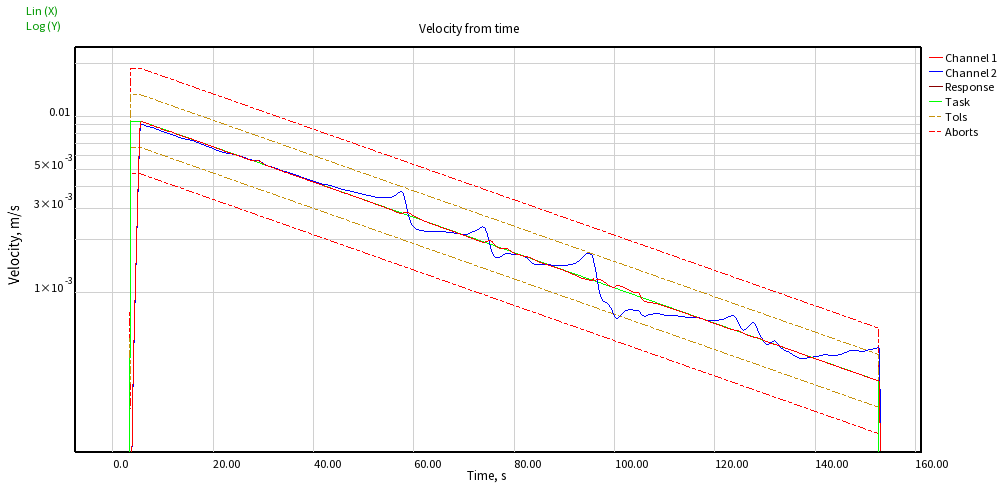 Lin (X)
Log (Y)
Velocity from time
Channel 1
Channel 2
Response
Task
Tols
Aborts
0.01
5×10⁻³
3×10⁻³
1×10⁻³
Velocity, m/s
0.0 20.00 40.00 60.00 80.00 100.00 120.00 140.00 160.00
Time, s